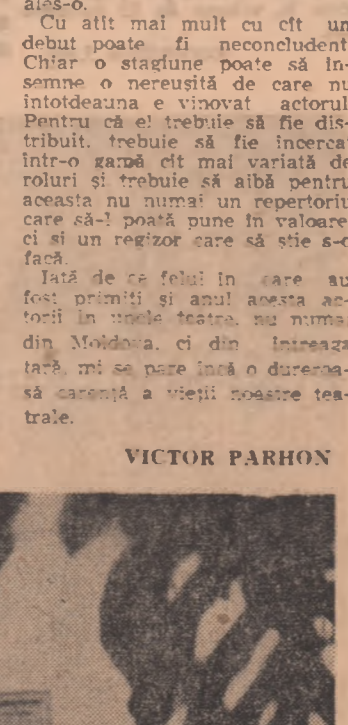 ales-o.
Cu atît mai mult cu cît un
debut poate fi neconcludent
Chiar o stagiune poate să în-
semne o nereușită de care nu
întotdeauna e vinovat actorul
Pentru că el trebuie să fie dis-
tribuit, trebuie să fie încercat
într-o gamă cît mai variată de
roluri și trebuie să aibă pentru
aceasta nu numai un repertoriu
care să-l poată pune în valoare
ci și un regizor care să știe s-o
facă.
Iată de ce felul în care au
fost primiți și anul acesta ac-
torii în unele teatre, nu numai
din Moldova, ci din întreaga
țară, mi se pare încă o dureroa-
să carență a vieții noastre tea-
trale.
VICTOR PARHON